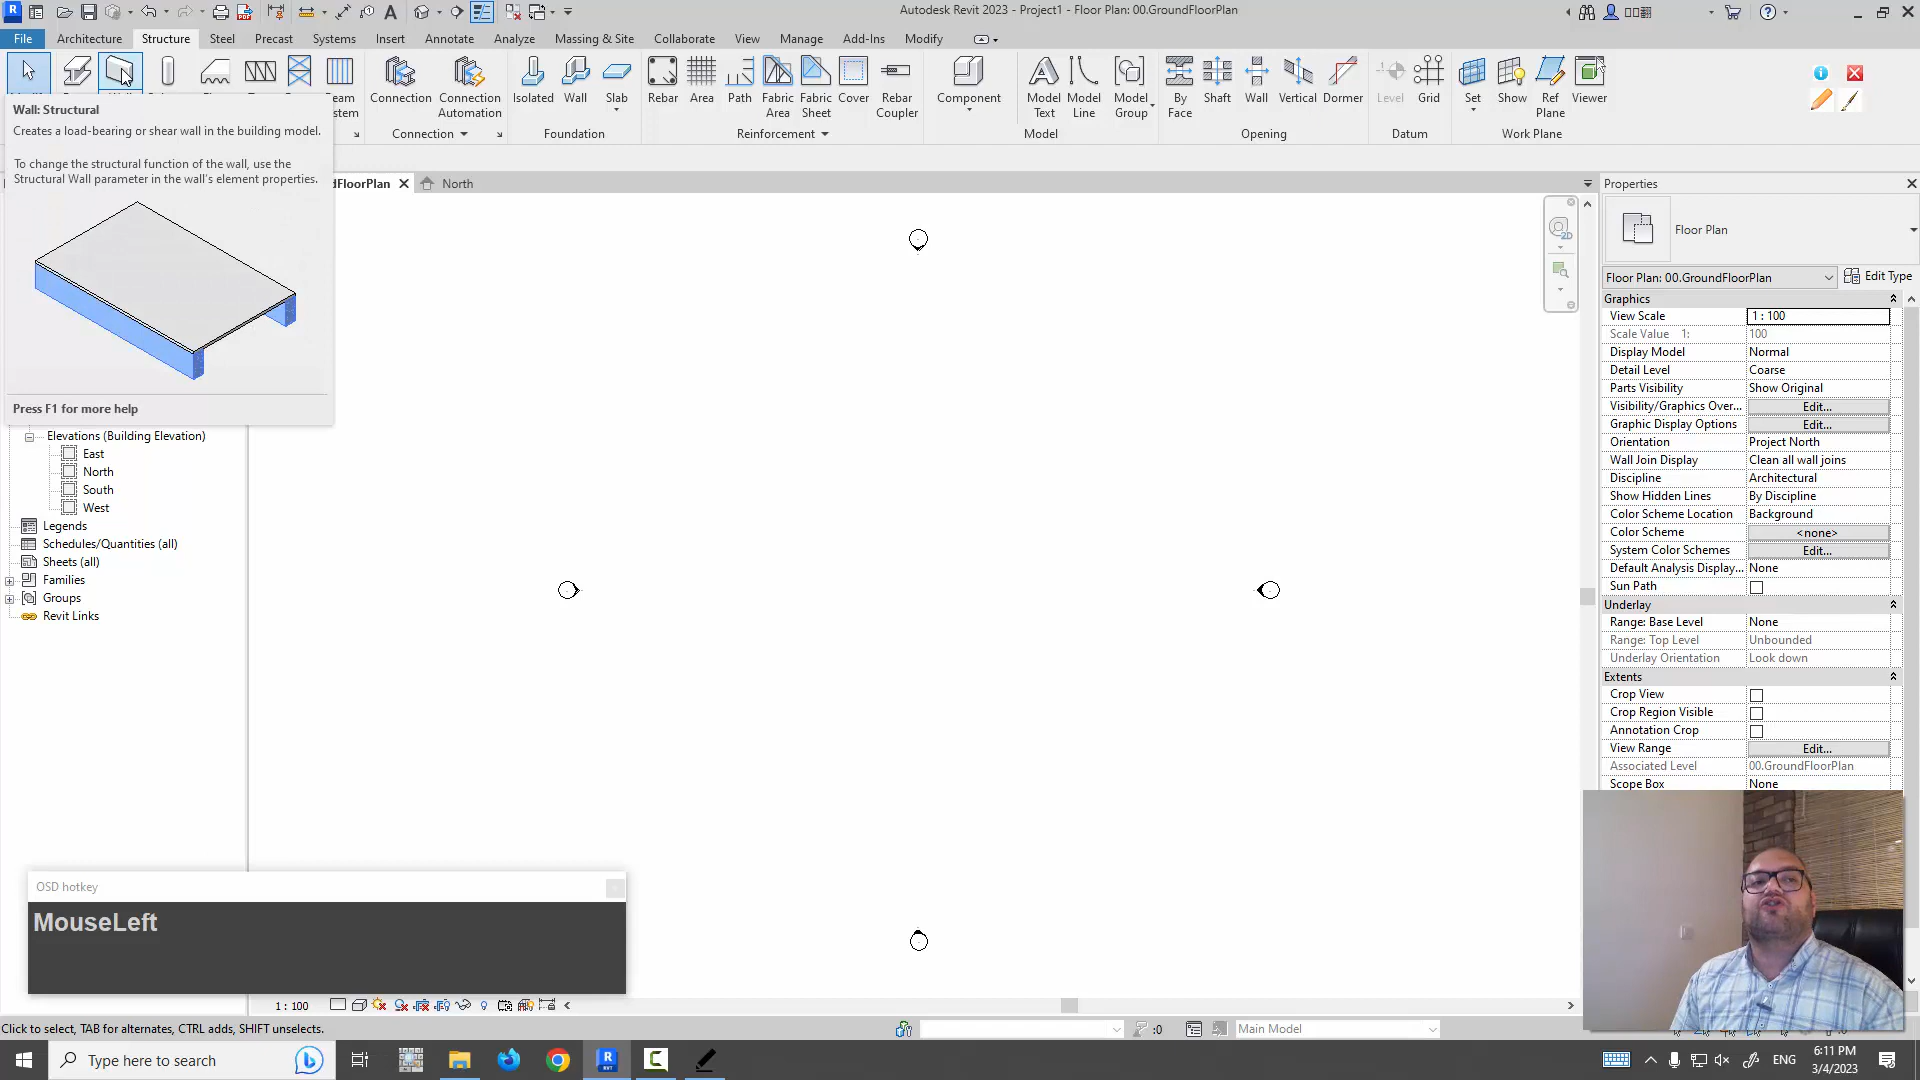 Autodesk Revit 2023 - Project1 - Floor Plan: 00.GroundFloorPlan
File Architecture Structure Steel Precast Systems Insert Annotate Analyze Massing & Site Collaborate View Manage Add-Ins Modify
Connection
Connection Automation
Isolated
Wall
Slab
Rebar
Area
Path
Fabric Area
Fabric Sheet
Cover
Rebar Coupler
Component
Model Text
Model Line
Model Group
By Face
Shaft
Wall
Vertical
Dormer
Level
Grid
Set
Show
Ref Plane
Viewer
Connection
Foundation
Reinforcement
Model
Opening
Datum
Work Plane
Wall: Structural
Creates a load-bearing or shear wall in the building model.
To change the structural function of the wall, use the
Structural Wall parameter in the wall's element properties.
Press F1 for more help
dFloorPlan
North
Elevations (Building Elevation)
East
North
South
West
Legends
Schedules/Quantities (all)
Sheets (all)
Families
Groups
Revit Links
2D
Properties
Floor Plan
Floor Plan: 00.GroundFloorPlan Edit Type
Graphics
View Scale 1 : 100
Scale Value 1: 100
Display Model Normal
Detail Level Coarse
Parts Visibility Show Original
Visibility/Graphics Over... Edit...
Graphic Display Options Edit...
Orientation Project North
Wall Join Display Clean all wall joins
Discipline Architectural
Show Hidden Lines By Discipline
Color Scheme Location Background
Color Scheme <none>
System Color Schemes Edit...
Default Analysis Display... None
Sun Path
Underlay
Range: Base Level None
Range: Top Level Unbounded
Underlay Orientation Look down
Extents
Crop View
Crop Region Visible
Annotation Crop
View Range Edit...
Associated Level 00.GroundFloorPlan
Scope Box None
OSD hotkey
MouseLeft
1 : 100
Click to select, TAB for alternates, CTRL adds, SHIFT unselects.
:0
Main Model
Type here to search
ENG
6:11 PM
3/4/2023